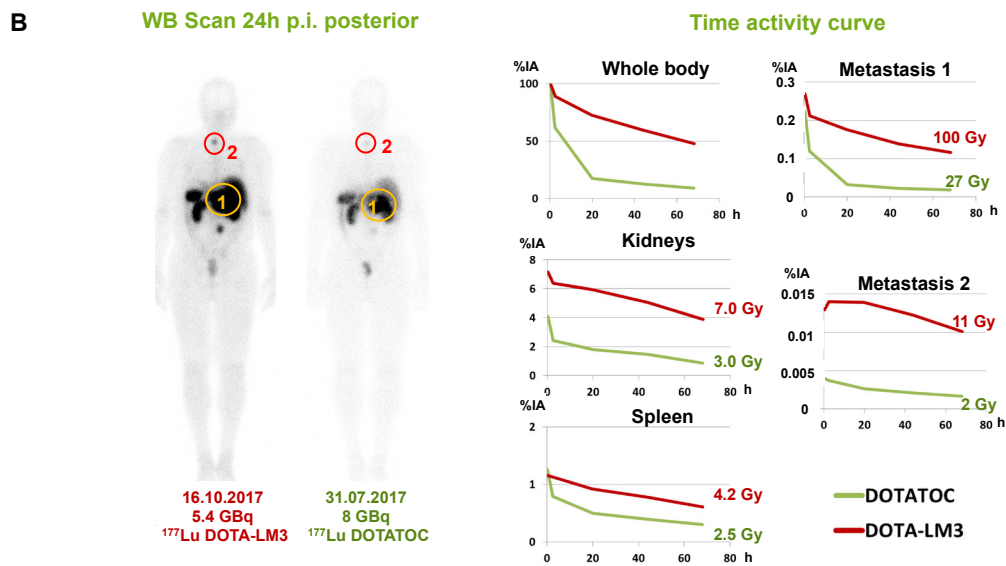 B
WB Scan 24h p.i. posterior
Time activity curve
2
1
2
1
16.10.2017
5.4 GBq
¹⁷⁷Lu DOTA-LM3
31.07.2017
8 GBq
¹⁷⁷Lu DOTATOC
%IA
Whole body
100
50
0
0 20 40 60 80 h
%IA
Metastasis 1
0.3
0.2
0.1
0
100 Gy
27 Gy
0 20 40 60 80 h
%IA
Kidneys
8
6
4
2
0
7.0 Gy
3.0 Gy
0 20 40 60 80
%IA
Metastasis 2
0.015
0.01
0.005
0
11 Gy
2 Gy
0 20 40 60 80 h
%IA
Spleen
2
1
0
4.2 Gy
2.5 Gy
0 20 40 60 80 h
DOTATOC
DOTA-LM3